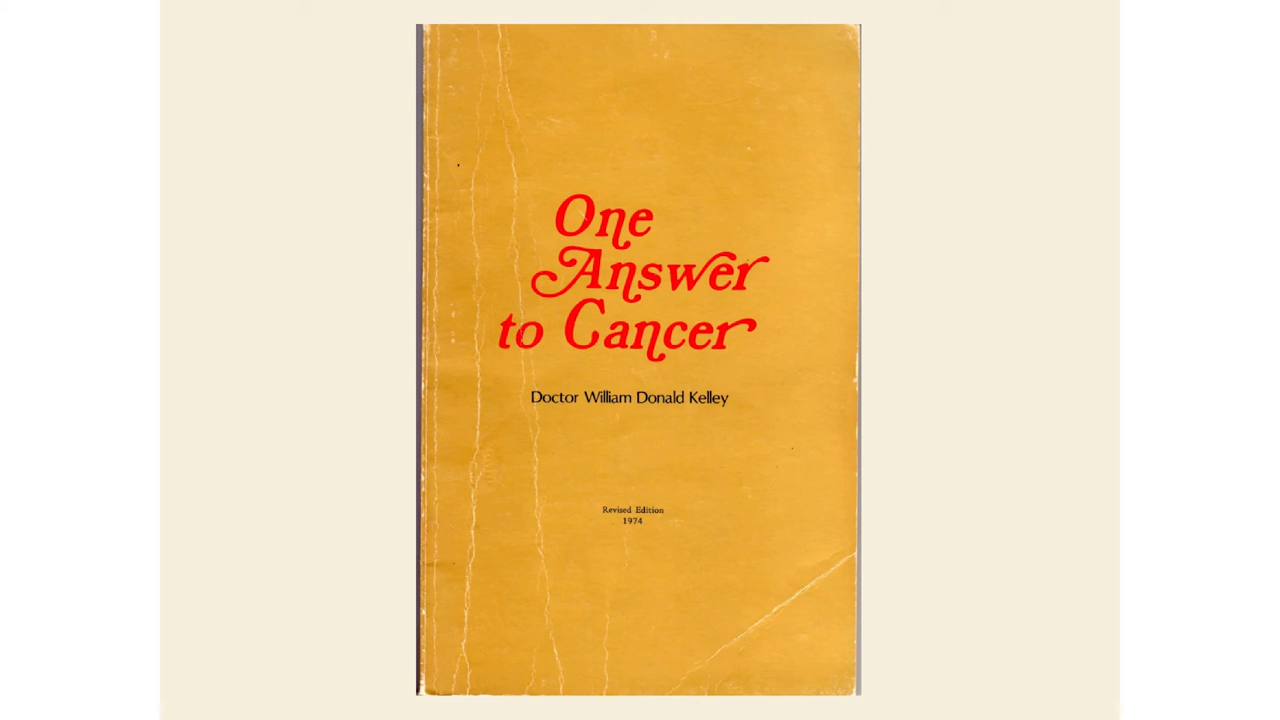 One
Answer
to Cancer
Doctor William Donald Kelley
Revised Edition
1974